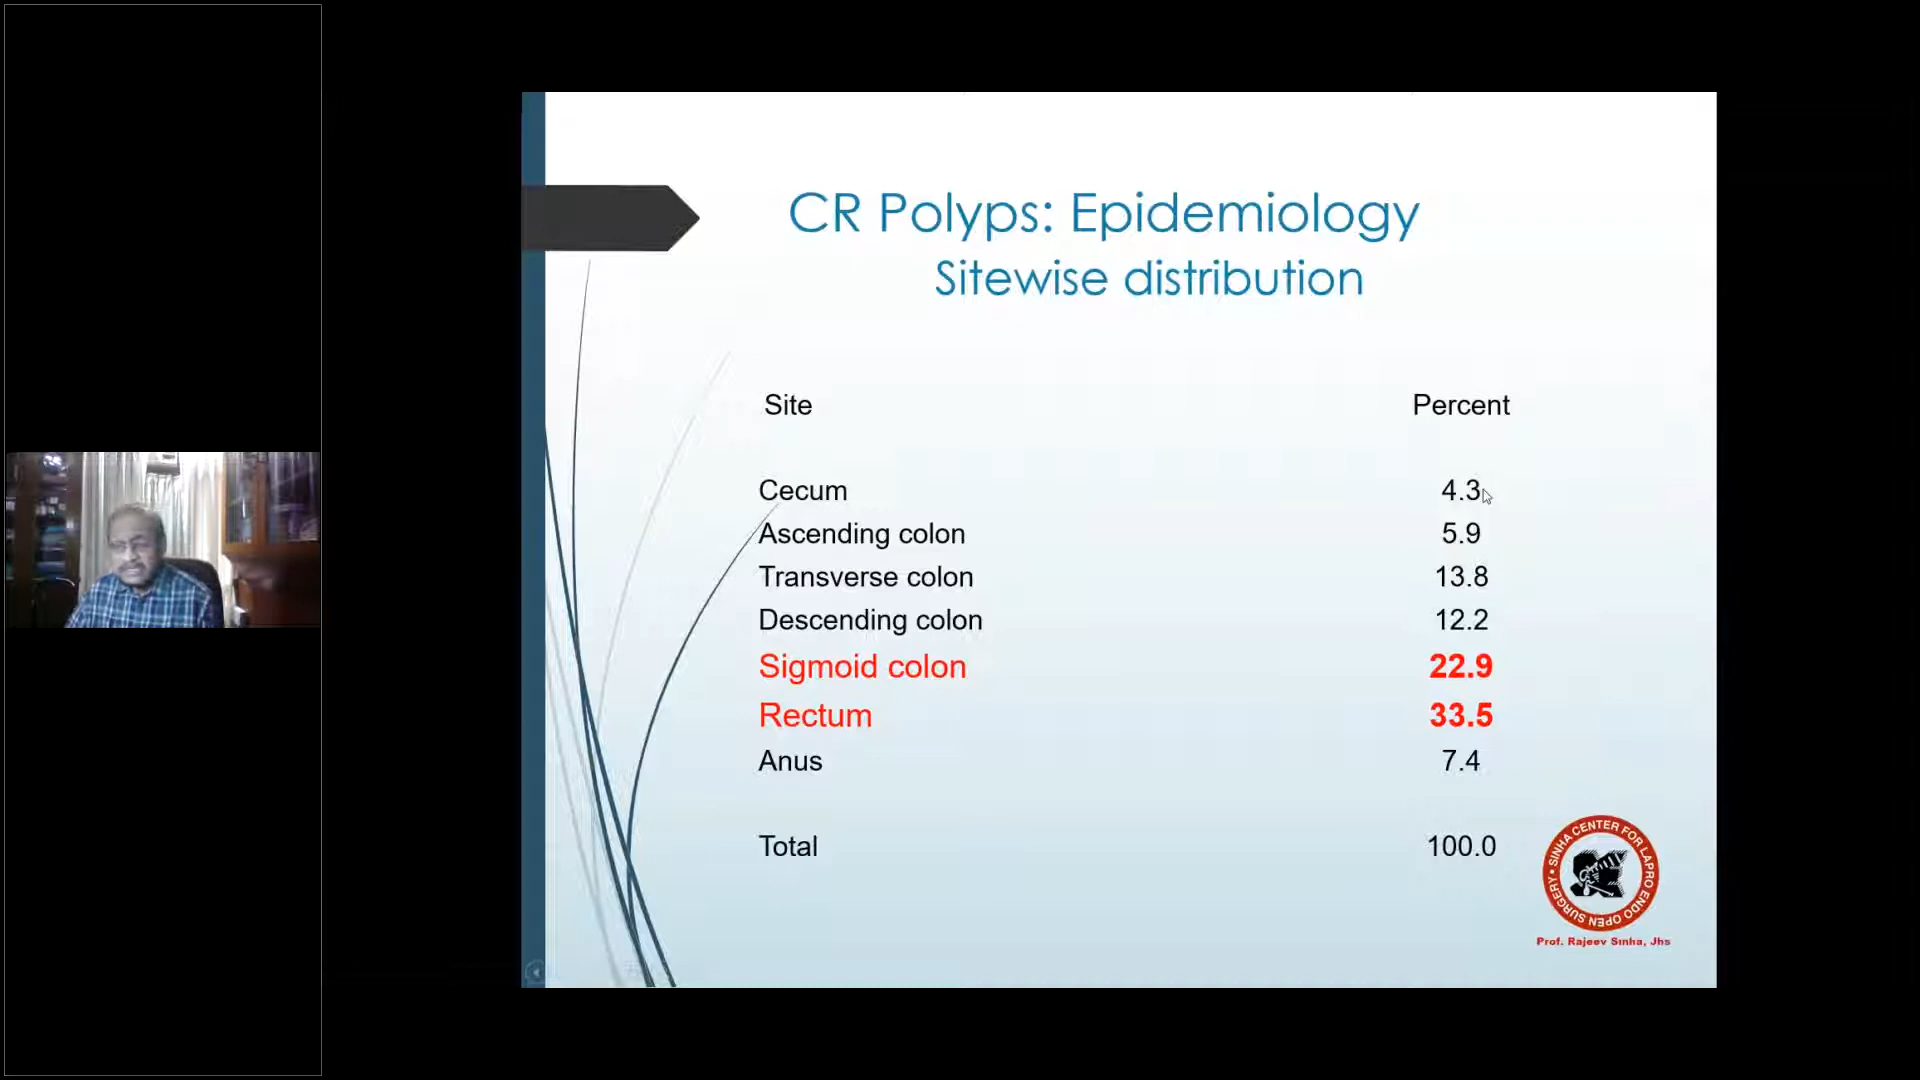 CR Polyps: Epidemiology
Sitewise distribution
Site Percent
Cecum 4.3
Ascending colon 5.9
Transverse colon 13.8
Descending colon 12.2
Sigmoid colon 22.9
Rectum 33.5
Anus 7.4
Total 100.0
SINHA CENTER FOR LAPRO ENDO OPEN SURGERY
Prof. Rajeev Sinha, Jhs